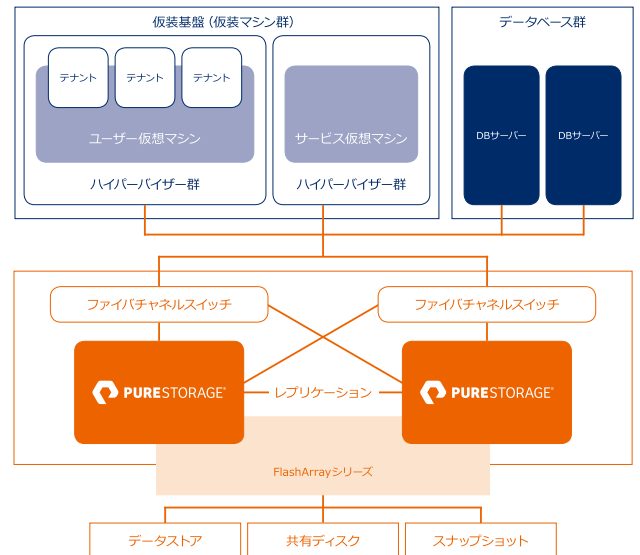 仮装基盤（仮装マシン群）
データベース群
テナント
テナント
テナント
ユーザー仮想マシン
サービス仮想マシン
DBサーバー
DBサーバー
ハイパーバイザー群
ハイパーバイザー群
ファイバチャネルスイッチ
ファイバチャネルスイッチ
PURESTORAGE®
レプリケーション
PURESTORAGE®
FlashArrayシリーズ
データストア
共有ディスク
スナップショット